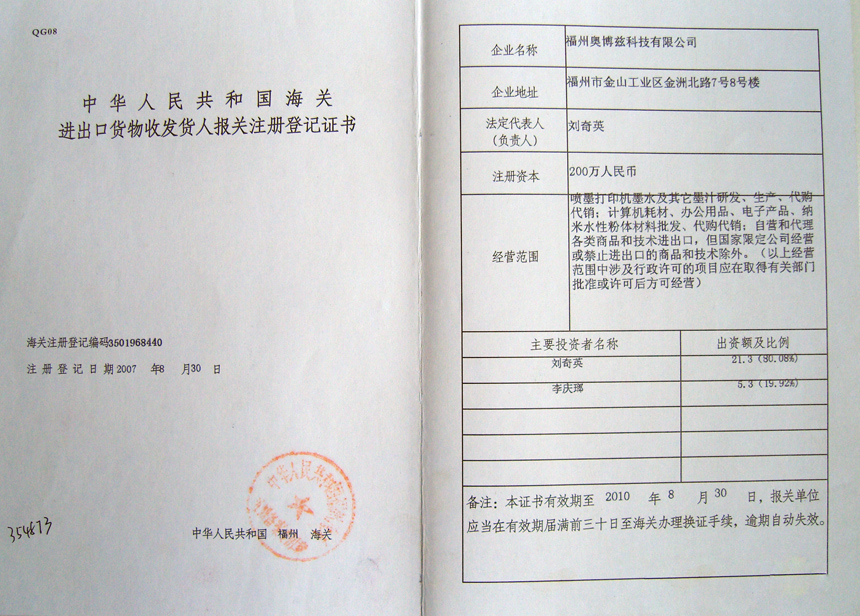 QG08
中华人民共和国海关
进出口货物收发货人报关注册登记证书
海关注册登记编码3501968440
注册登记日期2007 年8 月30 日
354873
中华人民共和国 福州 海关
企业名称 福州奥博兹科技有限公司
企业地址 福州市金山工业区金洲北路7号8号楼
法定代表人 刘奇英
(负责人)
注册资本 200万人民币
经营范围
喷墨打印机墨水及其它墨汁研发、生产、代购
代销;计算机耗材、办公用品、电子产品、纳
米水性粉体材料批发、代购代销;自营和代理
各类商品和技术进出口,但国家限定公司经营
或禁止进出口的商品和技术除外。(以上经营
范围中涉及行政许可的项目应在取得有关部门
批准或许可后方可经营)
主要投资者名称 出资额及比例
刘奇英 21.3(80.08%)
李庆瑯 5.3(19.92%)
备注:本证书有效期至 2010 年 8 月 30 日,报关单位
应当在有效期届满前三十日至海关办理换证手续,逾期自动失效。